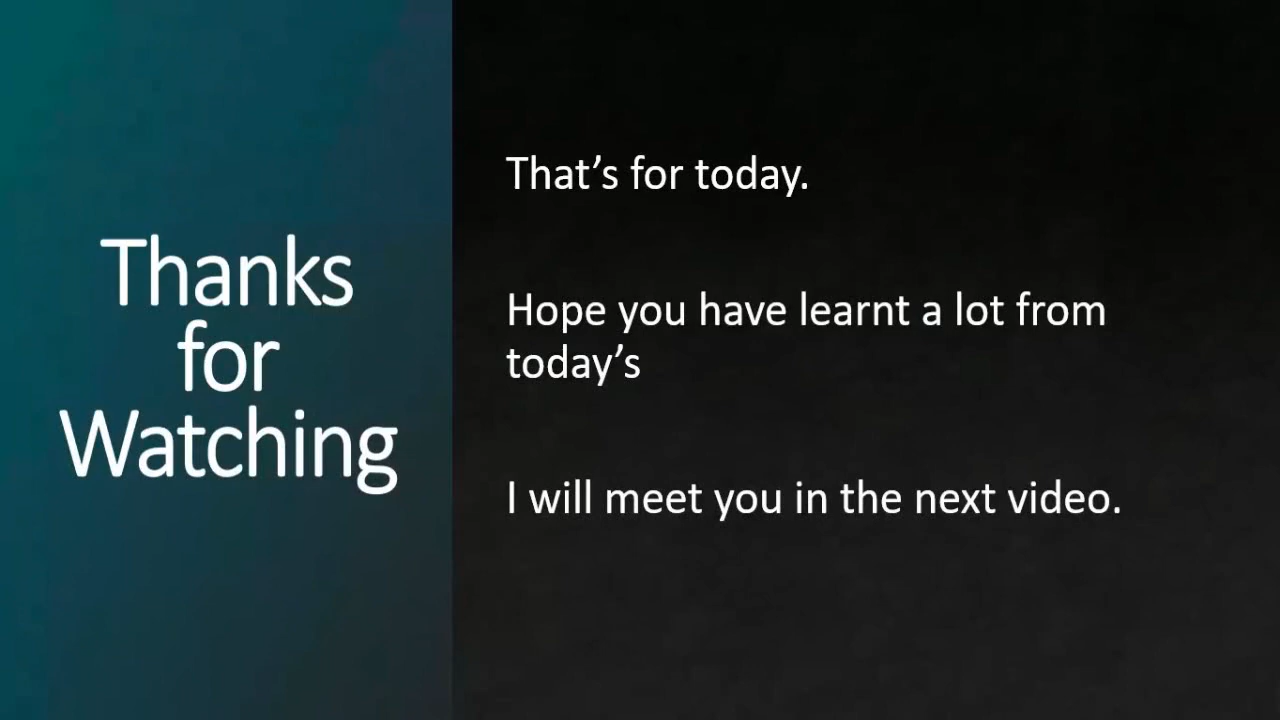 Thanks
for
Watching
That’s for today.
Hope you have learnt a lot from
today’s
I will meet you in the next video.